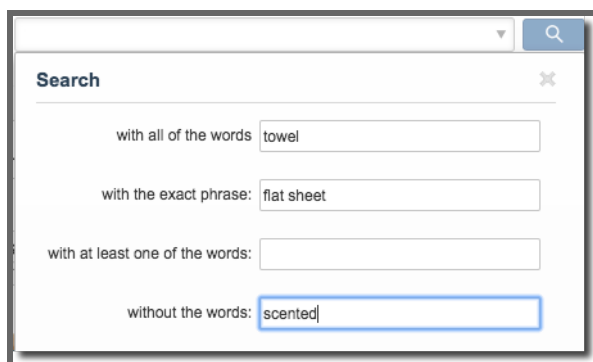 Search
with all of the words towel
with the exact phrase: flat sheet
with at least one of the words:
without the words: scented